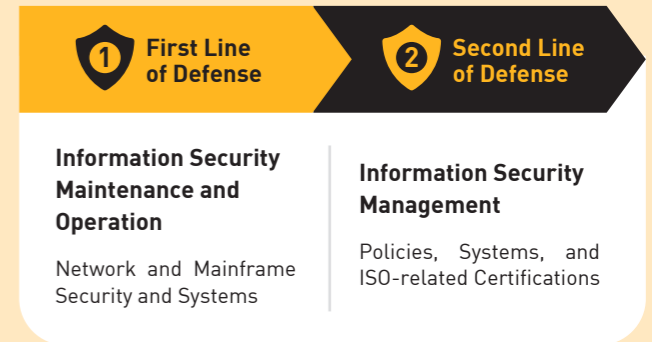 1
First Line
of Defense
2
Second Line
of Defense
Information Security
Maintenance and
Operation
Network and Mainframe
Security and Systems
Information Security
Management
Policies, Systems, and
ISO-related Certifications